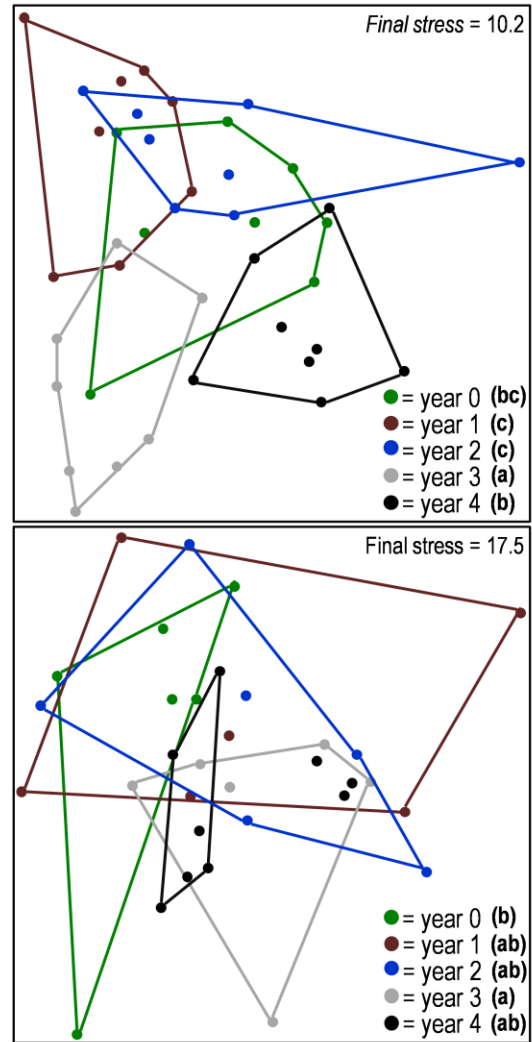 Final stress = 10.2
= year 0 (bc)
= year 1 (c)
= year 2 (c)
= year 3 (a)
= year 4 (b)
Final stress = 17.5
= year 0 (b)
= year 1 (ab)
= year 2 (ab)
= year 3 (a)
= year 4 (ab)